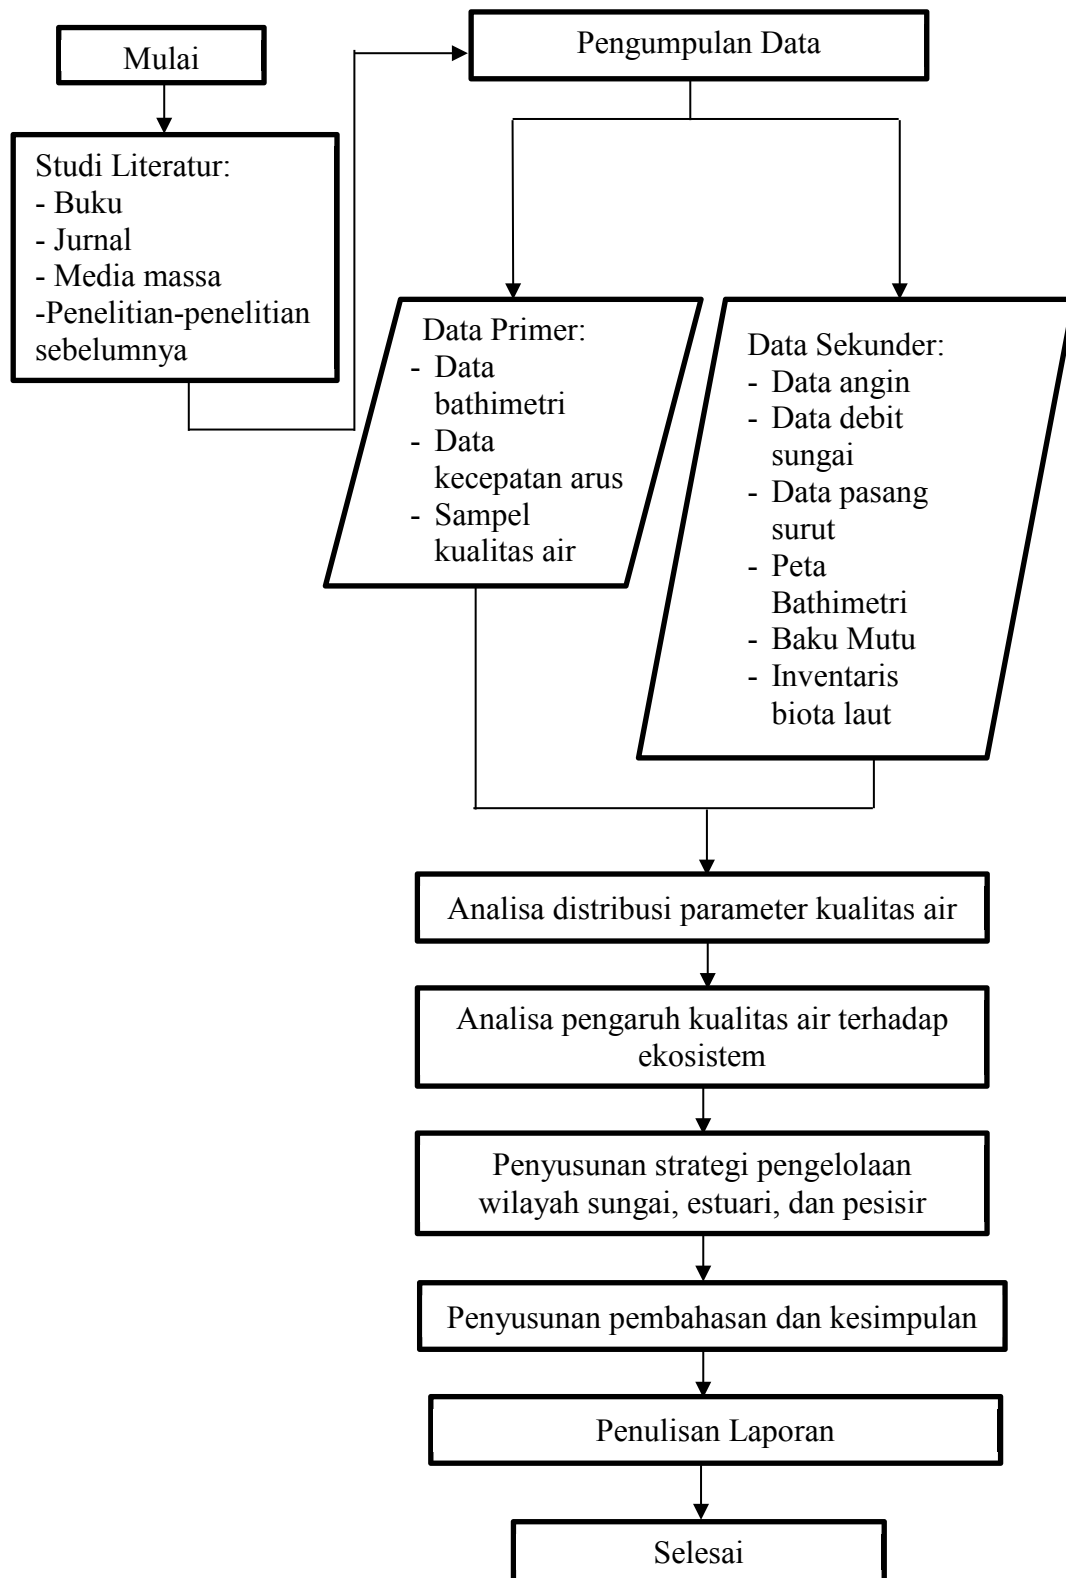 Mulai
Studi Literatur:
- Buku
- Jurnal
- Media massa
-Penelitian-penelitian
sebelumnya
Pengumpulan Data
Data Primer:
- Data
bathimetri
- Data
kecepatan arus
- Sampel
kualitas air
Data Sekunder:
- Data angin
- Data debit
sungai
- Data pasang
surut
- Peta
Bathimetri
- Baku Mutu
- Inventaris
biota laut
Analisa distribusi parameter kualitas air
Analisa pengaruh kualitas air terhadap
ekosistem
Penyusunan strategi pengelolaan
wilayah sungai, estuari, dan pesisir
Penyusunan pembahasan dan kesimpulan
Penulisan Laporan
Selesai